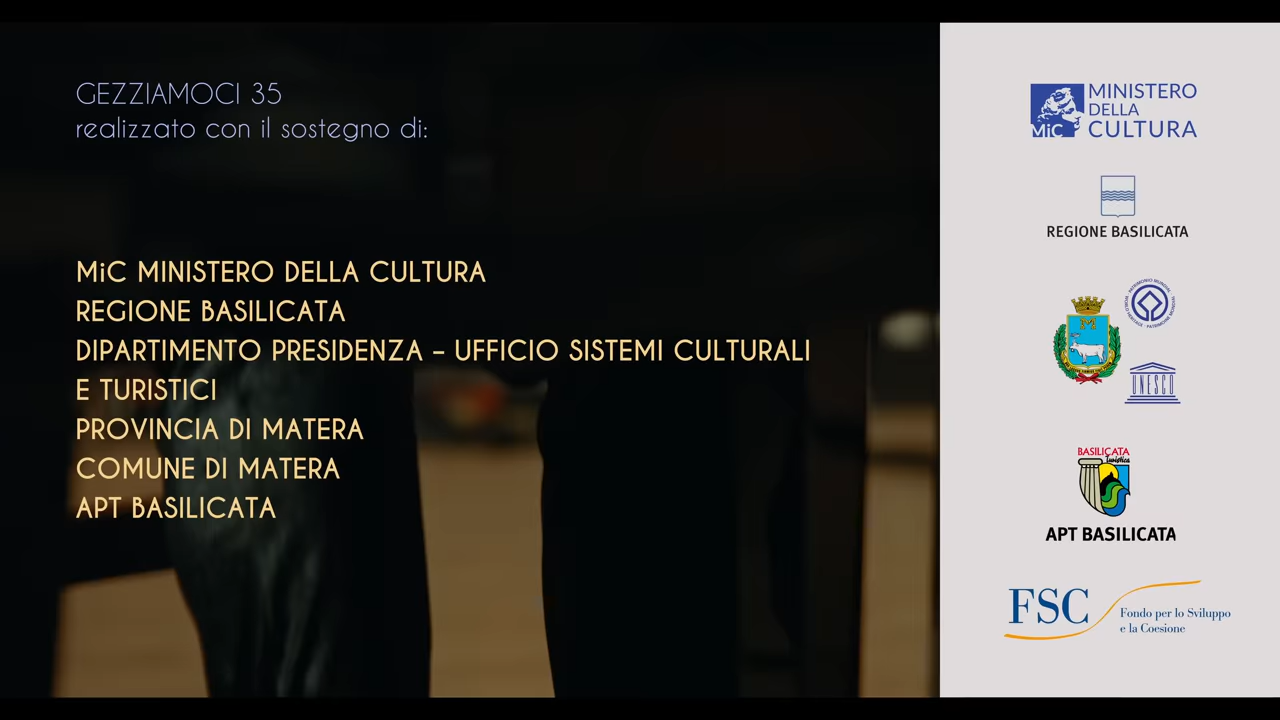 GEZZIAMOCI 35
realizzato con il sostegno di:
MiC MINISTERO DELLA CULTURA
REGIONE BASILICATA
DIPARTIMENTO PRESIDENZA – UFFICIO SISTEMI CULTURALI
E TURISTICI
PROVINCIA DI MATERA
COMUNE DI MATERA
APT BASILICATA
MiC
MINISTERO
DELLA
CULTURA
REGIONE BASILICATA
UNESCO
BASILICATA
Turistica
APT BASILICATA
FSC
Fondo per lo Sviluppo
e la Coesione